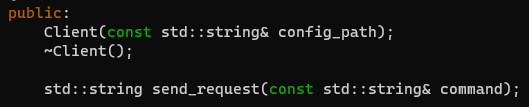 public:
    Client(const std::string& config_path);
    ~Client();

    std::string send_request(const std::string& command);